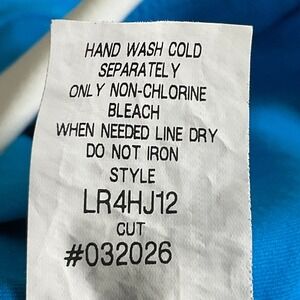 HAND WASH COLD
SEPARATELY
ONLY NON-CHLORINE
BLEACH
WHEN NEEDED LINE DRY
DO NOT IRON
STYLE
LR4HJ12
CUT
#032026